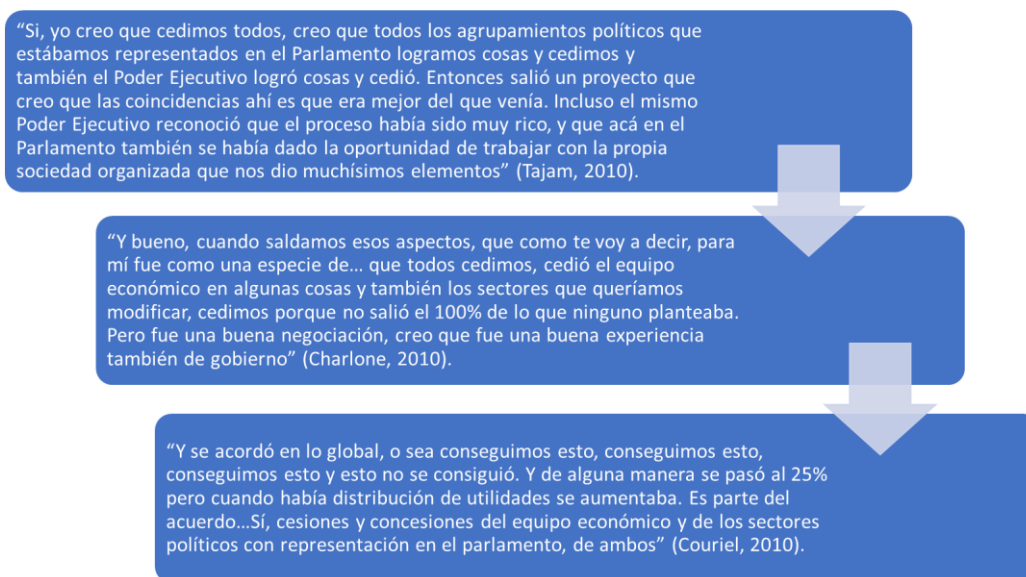 “Si, yo creo que cedimos todos, creo que todos los agrupamientos políticos que
estábamos representados en el Parlamento logramos cosas y cedimos y
también el Poder Ejecutivo logró cosas y cedió. Entonces salió un proyecto que
creo que las coincidencias ahí es que era mejor del que venía. Incluso el mismo
Poder Ejecutivo reconoció que el proceso había sido muy rico, y que acá en el
Parlamento también se había dado la oportunidad de trabajar con la propia
sociedad organizada que nos dio muchísimos elementos” (Tajam, 2010).
“Y bueno, cuando saldamos esos aspectos, que como te voy a decir, para
mí fue como una especie de… que todos cedimos, cedió el equipo
económico en algunas cosas y también los sectores que queríamos
modificar, cedimos porque no salió el 100% de lo que ninguno planteaba.
Pero fue una buena negociación, creo que fue una buena experiencia
también de gobierno” (Charlone, 2010).
“Y se acordó en lo global, o sea conseguimos esto, conseguimos esto,
conseguimos esto y esto no se consiguió. Y de alguna manera se pasó al 25%
pero cuando había distribución de utilidades se aumentaba. Es parte del
acuerdo…Sí, cesiones y concesiones del equipo económico y de los sectores
políticos con representación en el parlamento, de ambos” (Couriel, 2010).